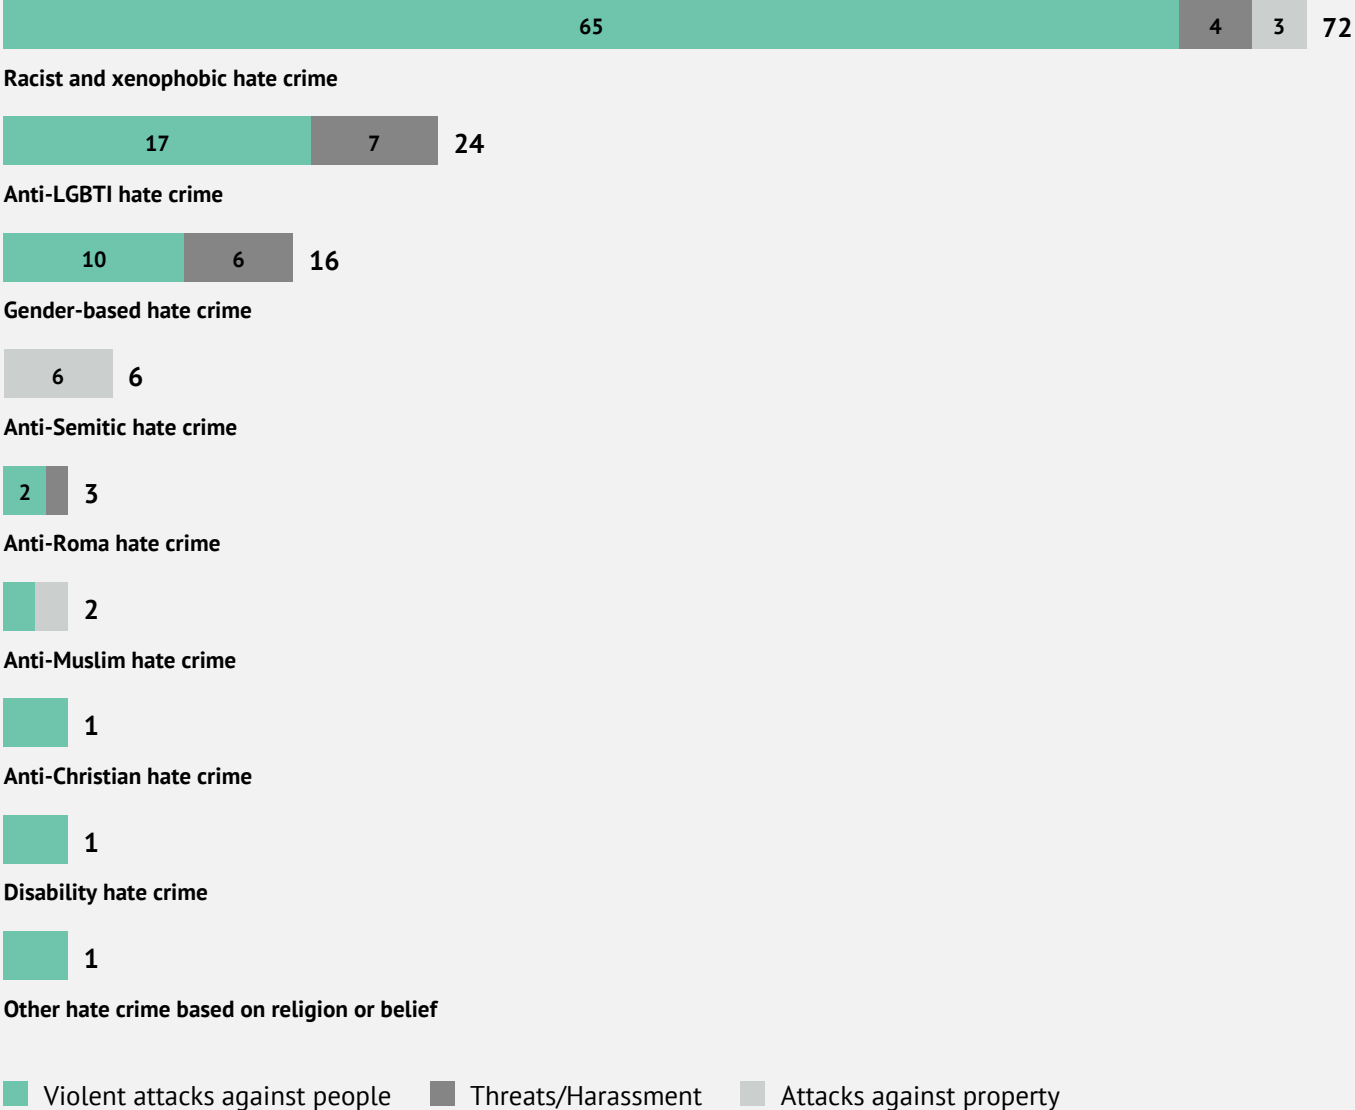 65 4 3 72
Racist and xenophobic hate crime
17 7 24
Anti-LGBTI hate crime
10 6 16
Gender-based hate crime
6 6
Anti-Semitic hate crime
2 3
Anti-Roma hate crime
2
Anti-Muslim hate crime
1
Anti-Christian hate crime
1
Disability hate crime
1
Other hate crime based on religion or belief
Violent attacks against people Threats/Harassment Attacks against property